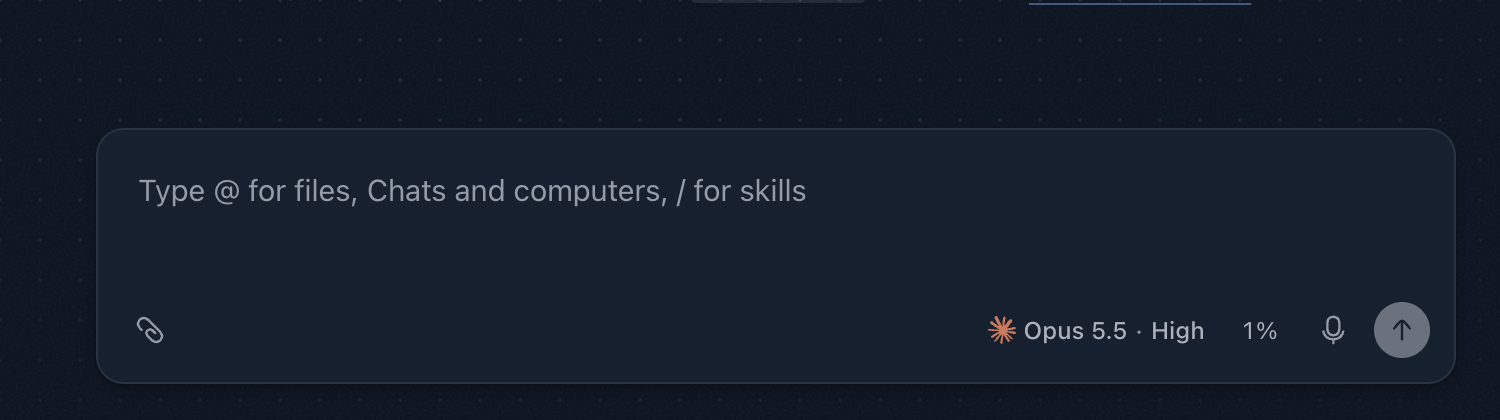 Type @ for files, Chats and computers, / for skills
Opus 5.5 · High 1%